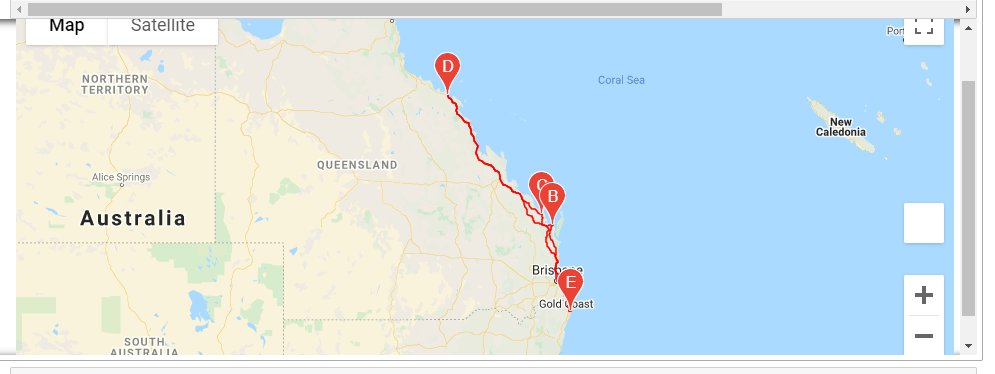 Map
Satellite
Port
D
Coral Sea
NORTHERN
TERRITORY
New
Caledonia
QUEENSLAND
Alice Springs
C
B
Australia
Brisbane
E
Gold Coast
SOUTH
AUSTRALIA